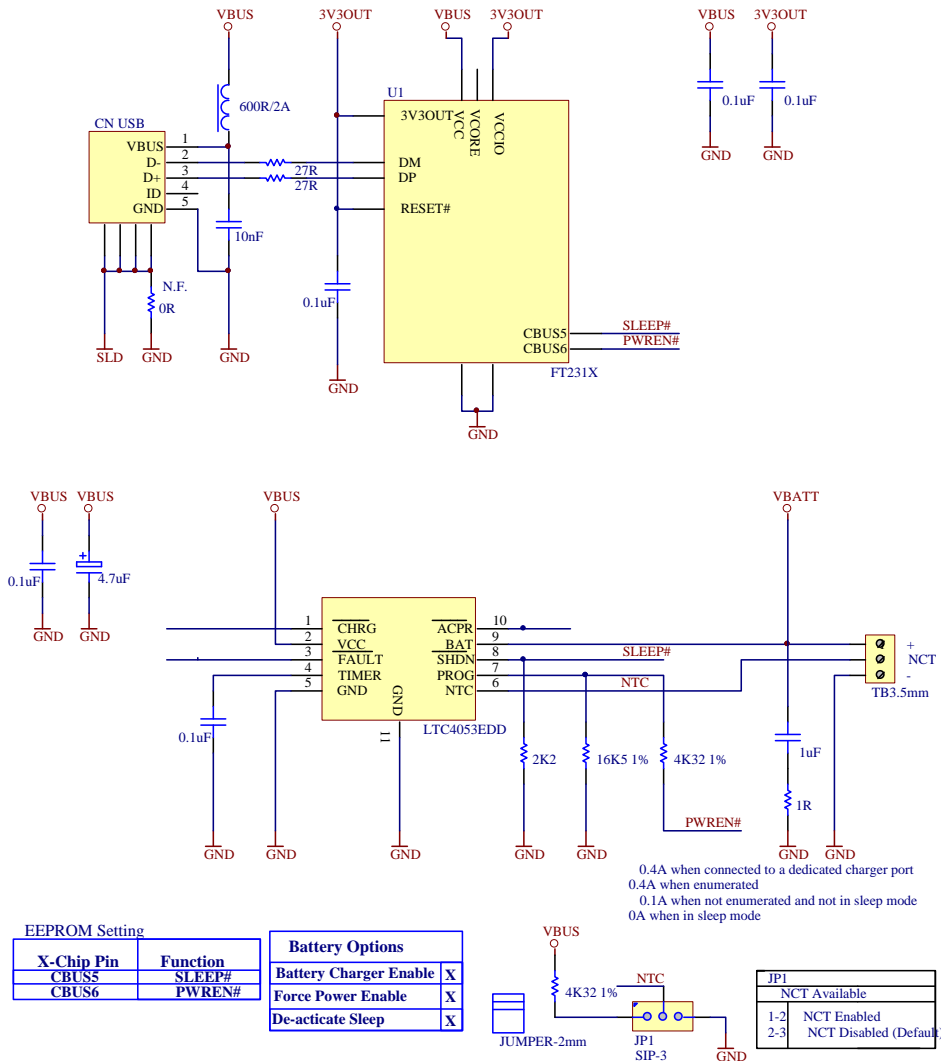 VBUS
3V3OUT
VBUS
3V3OUT
VBUS
3V3OUT
600R/2A
U1
0.1uF
0.1uF
GND
GND
CN USB
VBUS 1
D- 2
D+ 3
ID 4
GND 5
27R
27R
10nF
N.F.
0R
SLD
GND
GND
0.1uF
GND
3V3OUT
VCC
VCORE
VCCIO
DM
DP
RESET#
CBUS5
CBUS6
SLEEP#
PWREN#
FT231X
GND
VBUS
VBUS
VBUS
VBATT
0.1uF
4.7uF
GND
GND
1 CHRG
2 VCC
3 FAULT
4 TIMER
5 GND
GND
11
ACPR 10
BAT 9
SHDN 8
PROG 7
NTC 6
SLEEP#
NTC
LTC4053EDD
+
NCT
-
TB3.5mm
0.1uF
2K2
16K5 1%
4K32 1%
1uF
1R
PWREN#
GND
GND
GND
GND
GND
GND
GND
0.4A when connected to a dedicated charger port
0.4A when enumerated
0.1A when not enumerated and not in sleep mode
0A when in sleep mode
EEPROM Setting
X-Chip Pin Function
CBUS5 SLEEP#
CBUS6 PWREN#
Battery Options
Battery Charger Enable X
Force Power Enable X
De-acticate Sleep X
JUMPER-2mm
VBUS
4K32 1%
NTC
JP1
SIP-3
GND
JP1
NCT Available
1-2 NCT Enabled
2-3 NCT Disabled (Default)